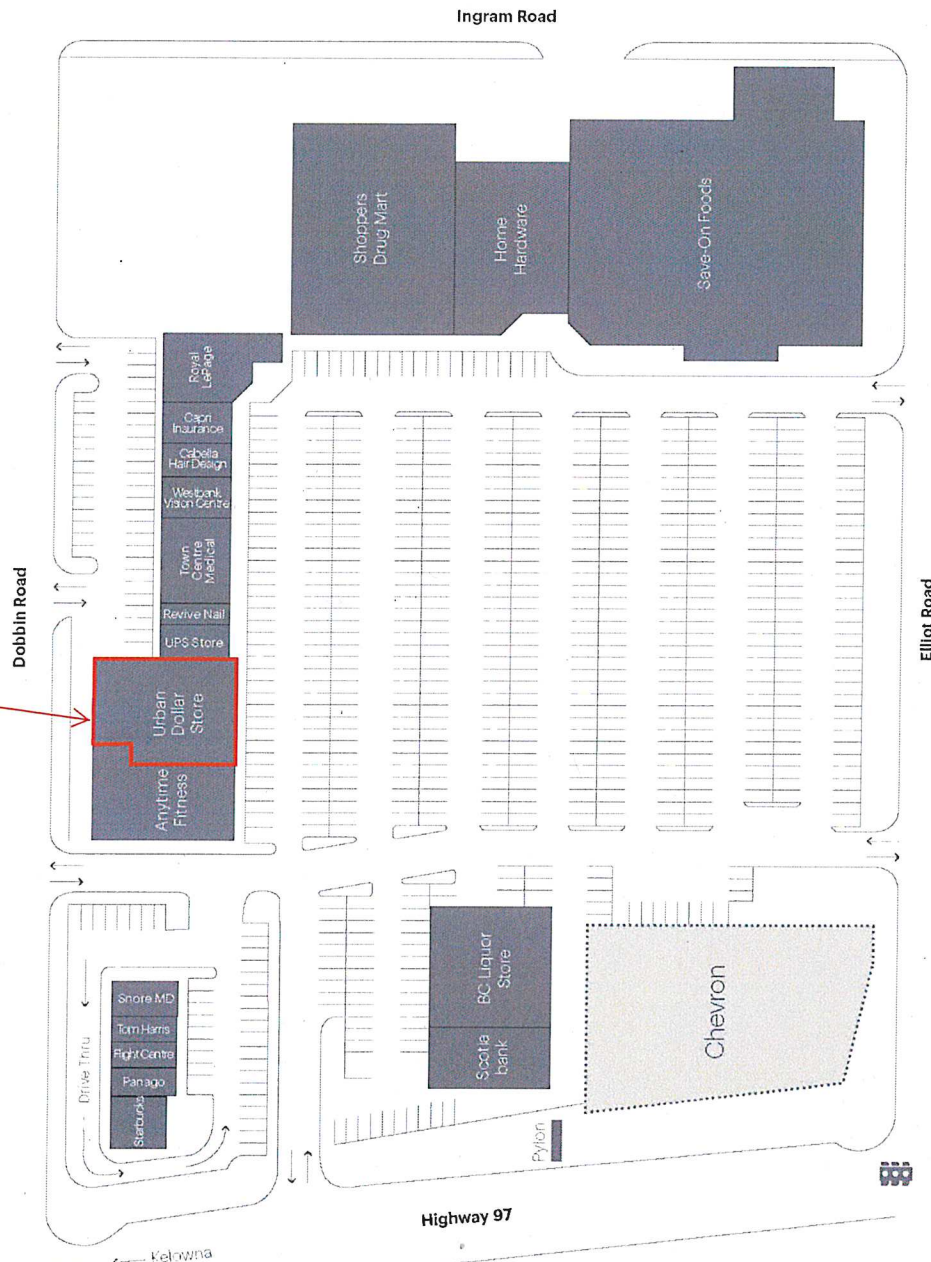 Ingram Road
Shoppers
Drug Mart
Home
Hardware
Save-On Foods
Royal
LePage
Capri
Insurance
Cabella
Hair Design
Westbank
Vision Centre
Town
Centre
Medical
Revive Nail
UPS Store
Urban
Dollar
Store
Anytime
Fitness
Dobbin Road
Elliot Road
Snore MD
Tom Harris
Flight Centre
Panago
Starbucks
Drive Thru
BC Liquor
Store
Scotia
bank
Chevron
Pylon
Highway 97
Kelowna